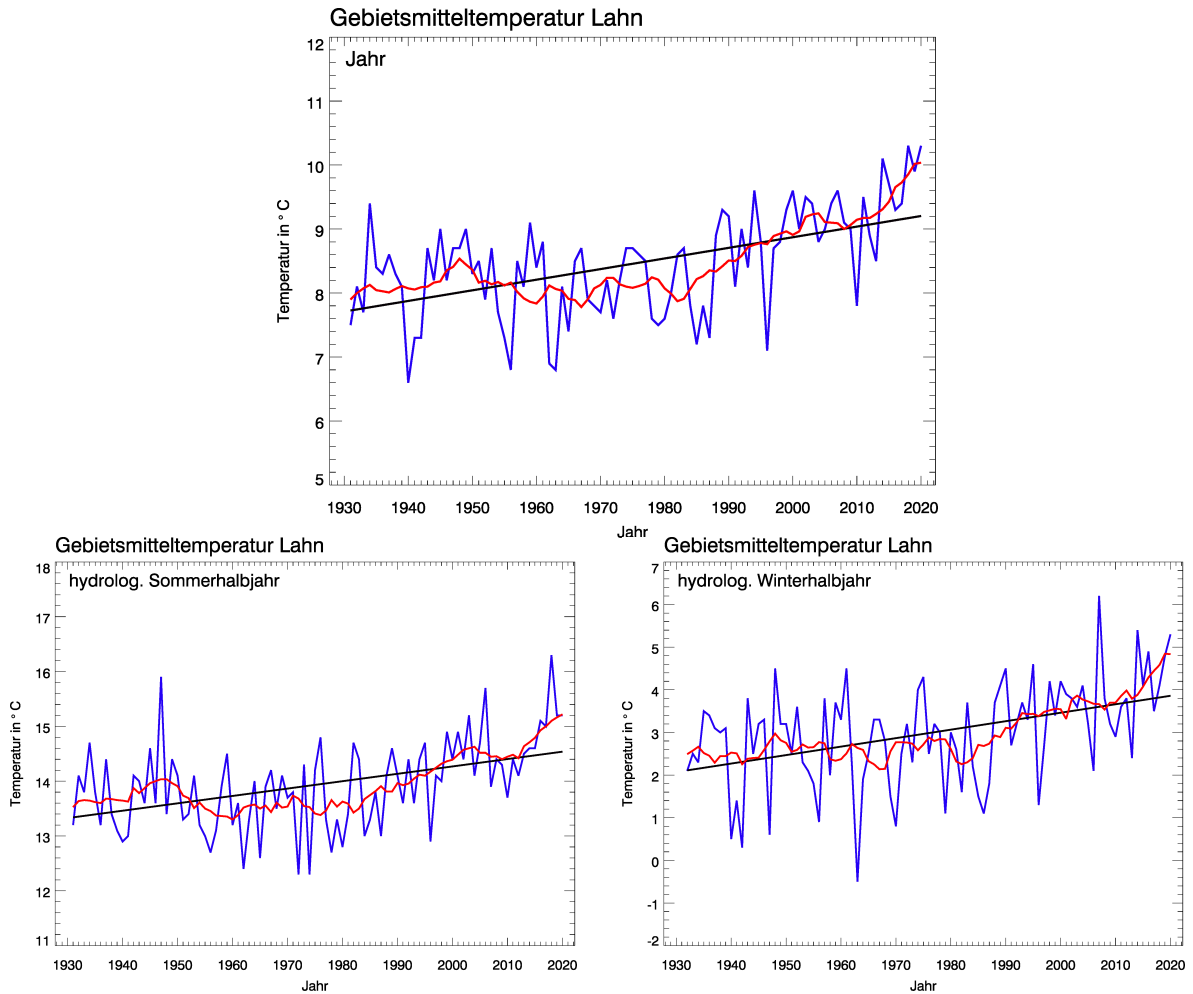 Gebietsmitteltemperatur Lahn
Jahr
12
11
10
9
8
7
6
5
Temperatur in ° C
1930 1940 1950 1960 1970 1980 1990 2000 2010 2020
Jahr
Gebietsmitteltemperatur Lahn
hydrolog. Sommerhalbjahr
18
17
16
15
14
13
12
11
Temperatur in ° C
1930 1940 1950 1960 1970 1980 1990 2000 2010 2020
Jahr
Gebietsmitteltemperatur Lahn
hydrolog. Winterhalbjahr
7
6
5
4
3
2
1
0
-1
-2
Temperatur in ° C
1930 1940 1950 1960 1970 1980 1990 2000 2010 2020
Jahr